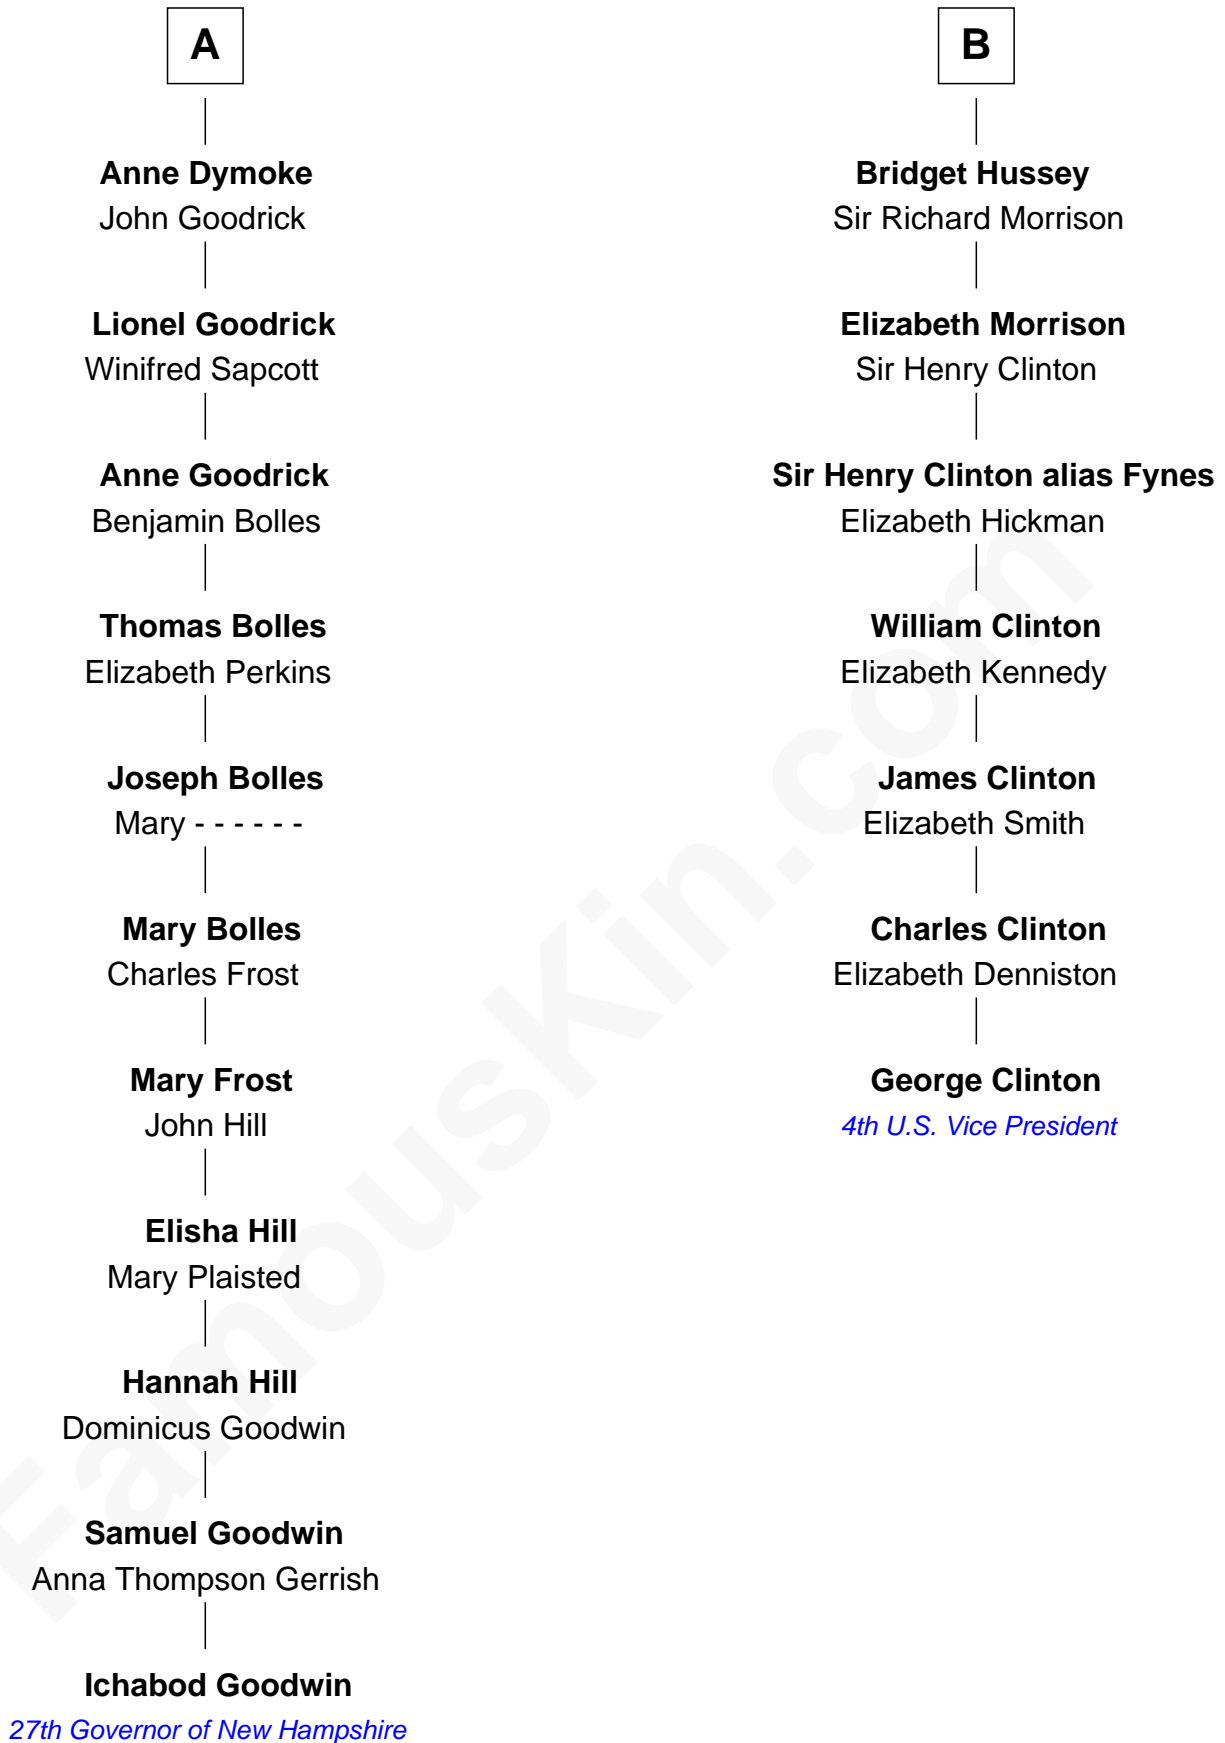 A
Anne Dymoke
John Goodrick
Lionel Goodrick
Winifred Sapcott
Anne Goodrick
Benjamin Bolles
Thomas Bolles
Elizabeth Perkins
Joseph Bolles
Mary - - - - - -
Mary Bolles
Charles Frost
Mary Frost
John Hill
Elisha Hill
Mary Plaisted
Hannah Hill
Dominicus Goodwin
Samuel Goodwin
Anna Thompson Gerrish
Ichabod Goodwin
27th Governor of New Hampshire
B
Bridget Hussey
Sir Richard Morrison
Elizabeth Morrison
Sir Henry Clinton
Sir Henry Clinton alias Fynes
Elizabeth Hickman
William Clinton
Elizabeth Kennedy
James Clinton
Elizabeth Smith
Charles Clinton
Elizabeth Denniston
George Clinton
4th U.S. Vice President
FamousKin.com